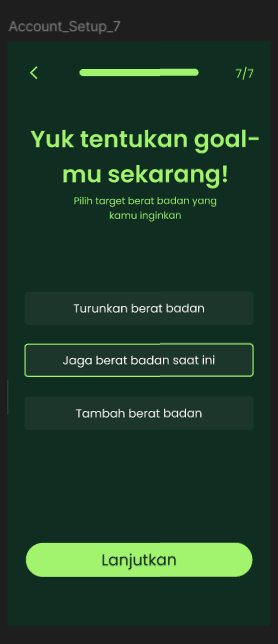 Account_Setup_7
7/7
Yuk tentukan goal-
mu sekarang!
Pilih target berat badan yang
kamu inginkan
Turunkan berat badan
Jaga berat badan saat ini
Tambah berat badan
Lanjutkan